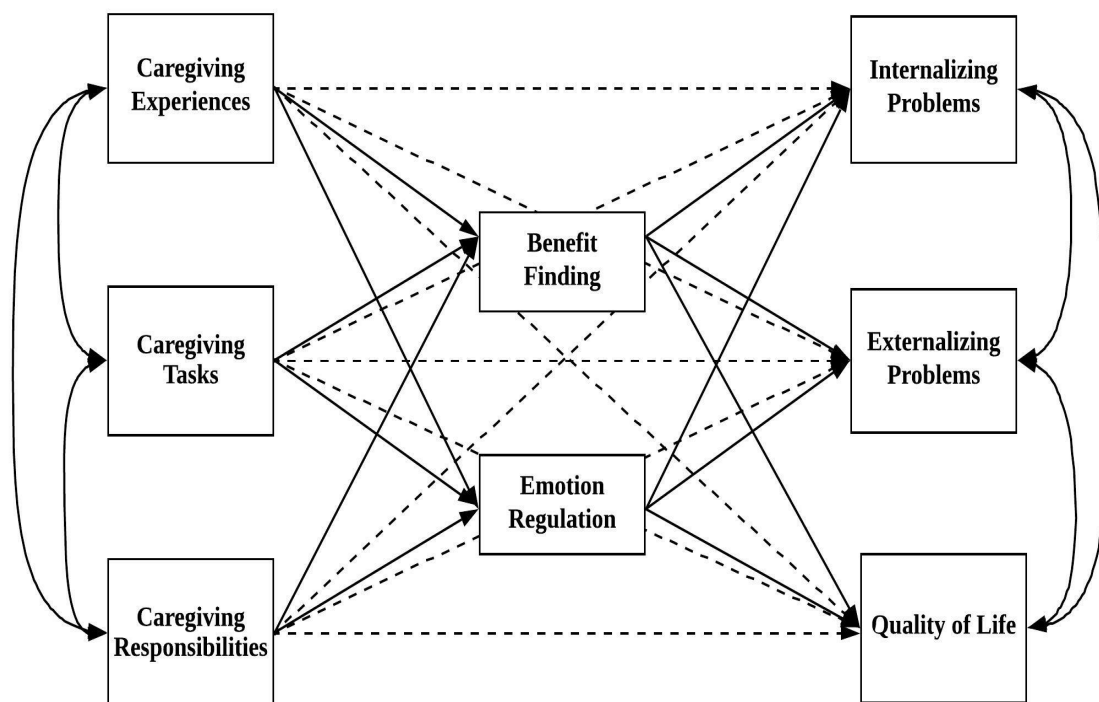 Caregiving
Experiences
Internalizing
Problems
Benefit
Finding
Caregiving
Tasks
Externalizing
Problems
Emotion
Regulation
Caregiving
Responsibilities
Quality of Life